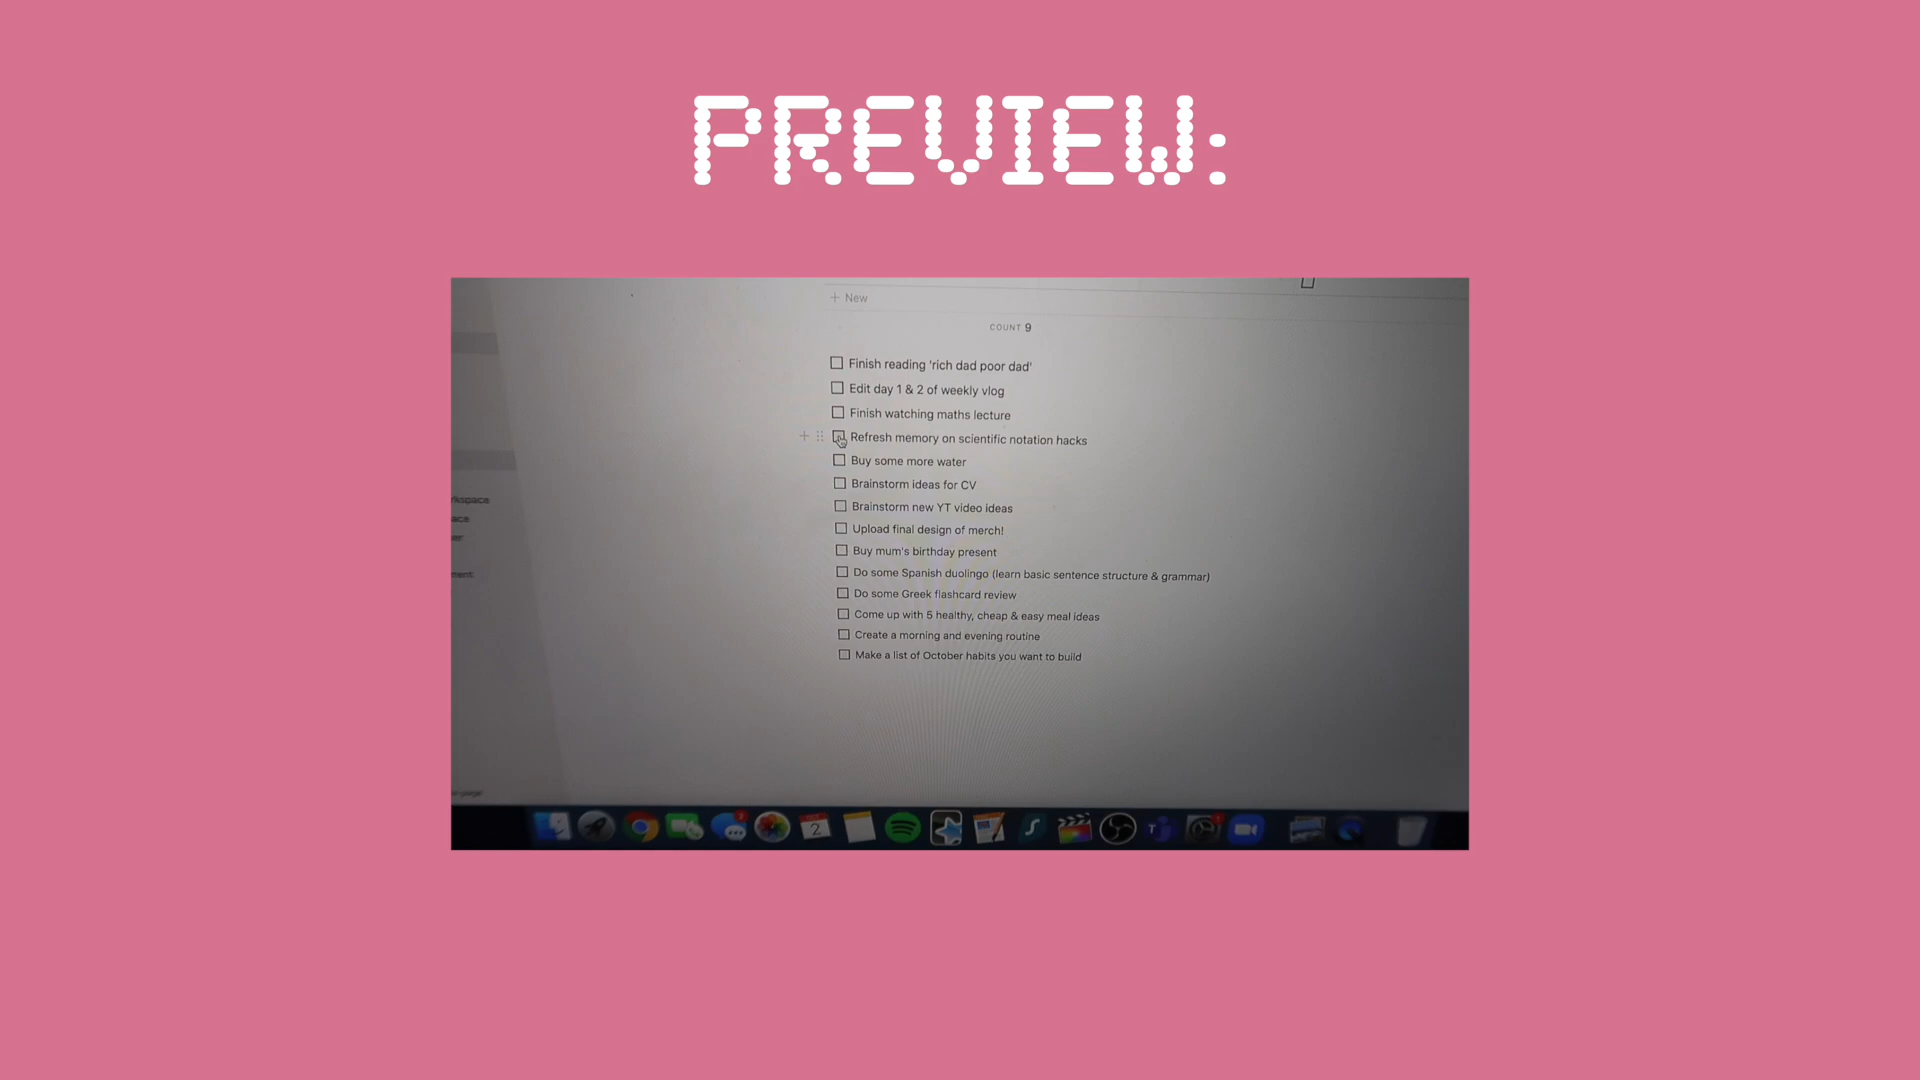 PREVIEW:
+ New
COUNT 9
Finish reading 'rich dad poor dad'
Edit day 1 & 2 of weekly vlog
Finish watching maths lecture
Refresh memory on scientific notation hacks
Buy some more water
Brainstorm ideas for CV
Brainstorm new YT video ideas
Upload final design of merch!
Buy mum's birthday present
Do some Spanish duolingo (learn basic sentence structure & grammar)
Do some Greek flashcard review
Come up with 5 healthy, cheap & easy meal ideas
Create a morning and evening routine
Make a list of October habits you want to build
2